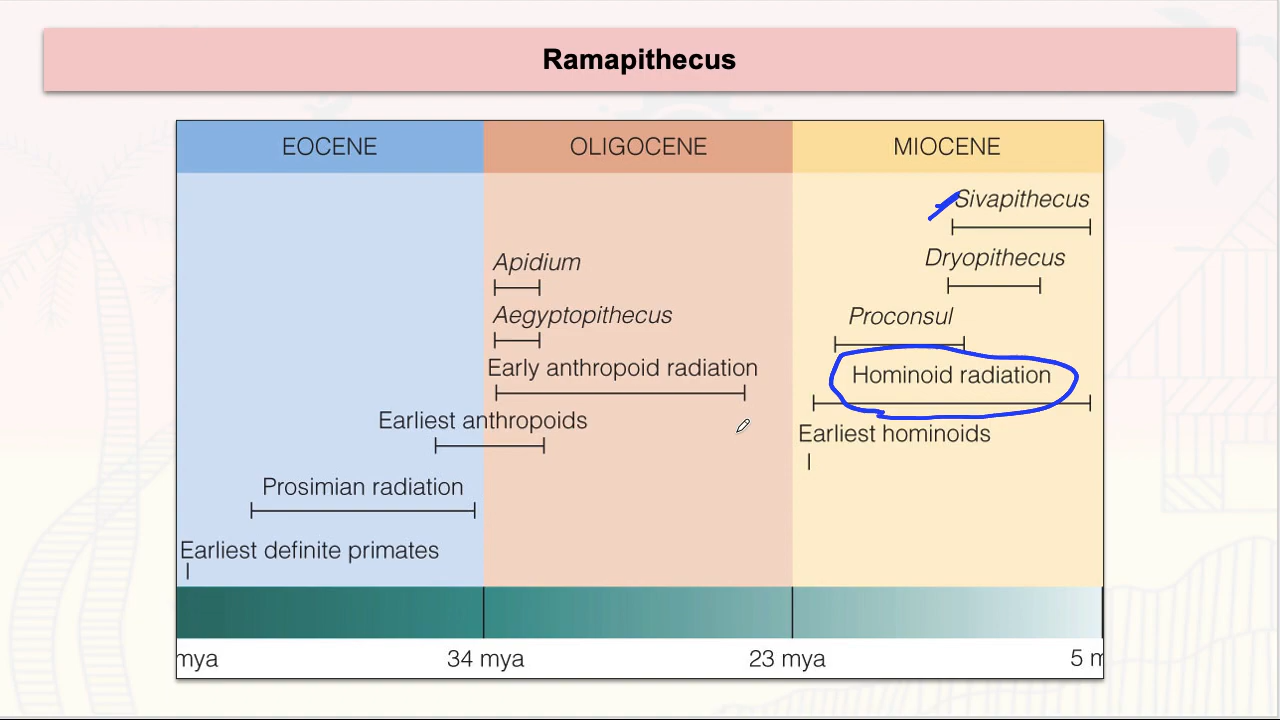 Ramapithecus
EOCENE
OLIGOCENE
MIOCENE
Sivapithecus
Dryopithecus
Apidium
Proconsul
Aegyptopithecus
Early anthropoid radiation
Hominoid radiation
Earliest anthropoids
Earliest hominoids
Prosimian radiation
Earliest definite primates
mya
34 mya
23 mya
5 m